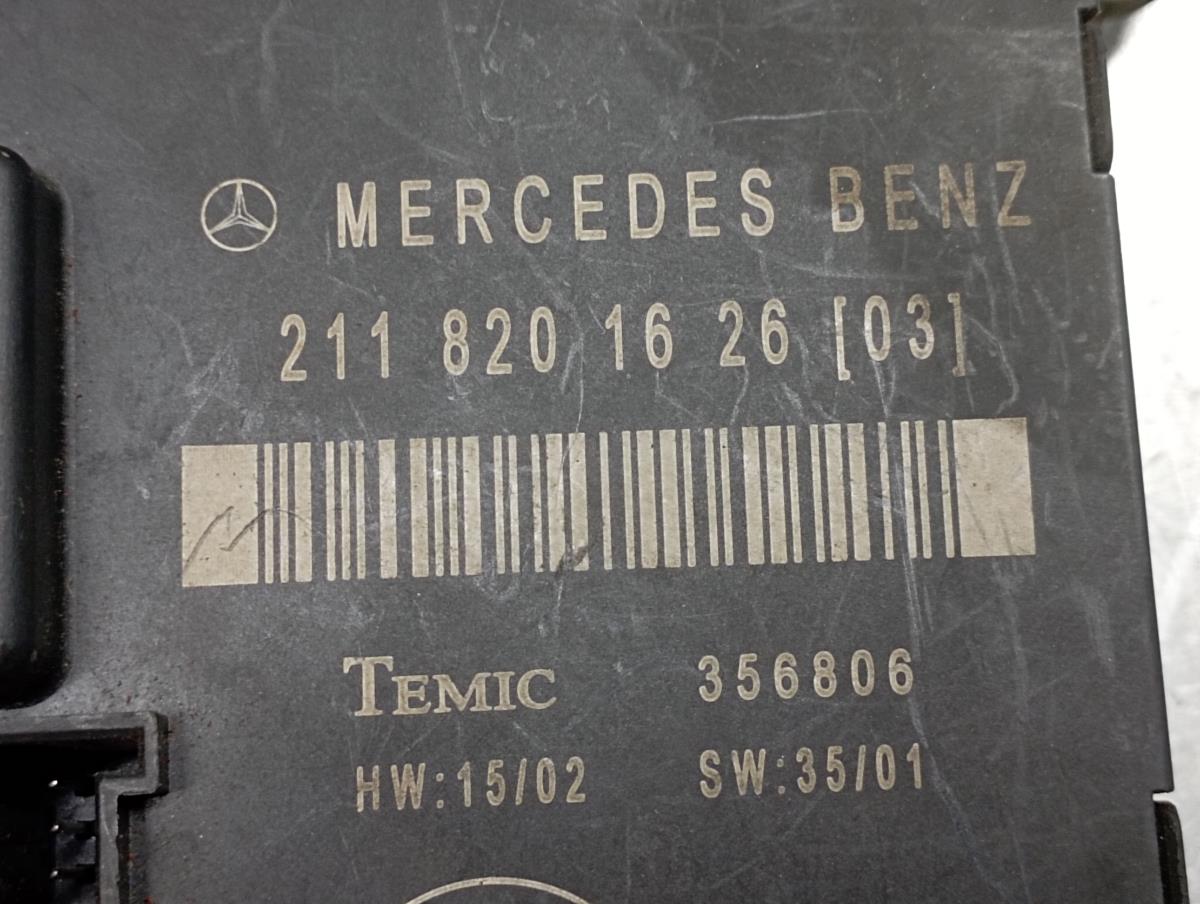 MERCEDES BENZ
211 820 16 26 [03]
TEMIC 356806
HW:15/02 SW:35/01